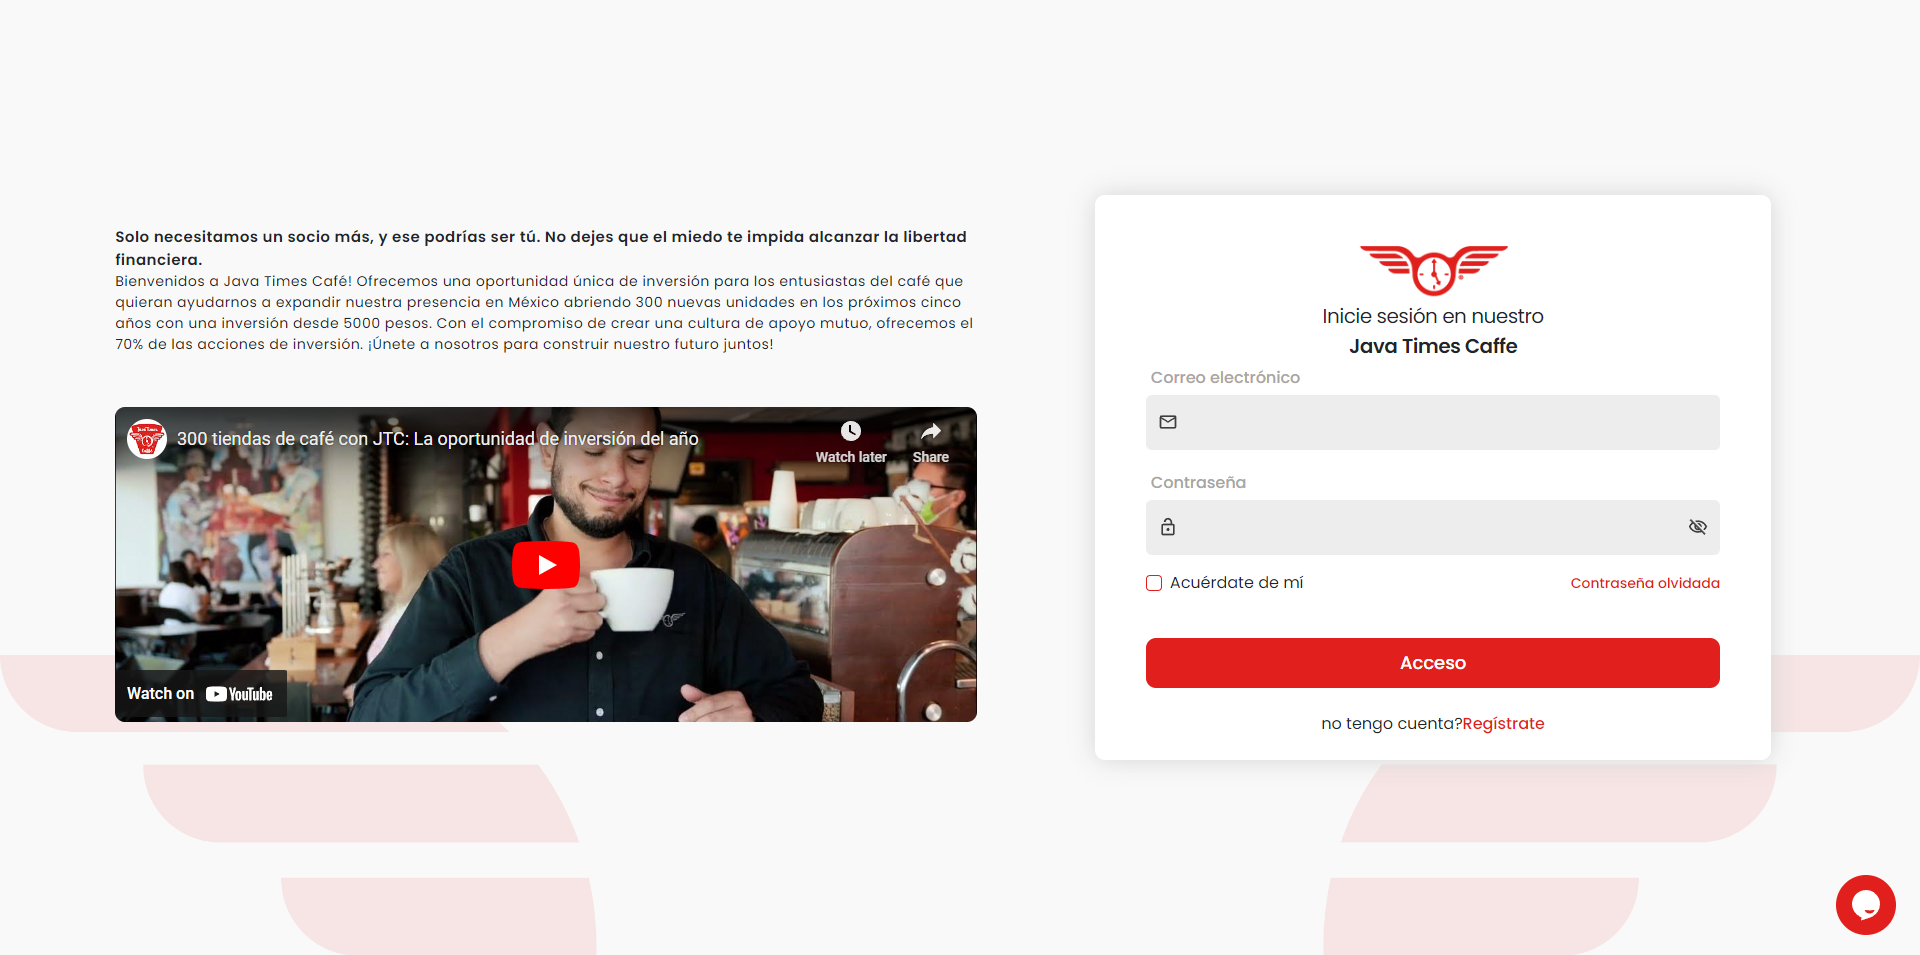 Solo necesitamos un socio más, y ese podrías ser tú. No dejes que el miedo te impida alcanzar la libertad
financiera.
Bienvenidos a Java Times Café! Ofrecemos una oportunidad única de inversión para los entusiastas del café que
quieran ayudarnos a expandir nuestra presencia en México abriendo 300 nuevas unidades en los próximos cinco
años con una inversión desde 5000 pesos. Con el compromiso de crear una cultura de apoyo mutuo, ofrecemos el
70% de las acciones de inversión. ¡Únete a nosotros para construir nuestro futuro juntos!
300 tiendas de café con JTC: La oportunidad de inversión del año
Watch later
Share
Watch on YouTube
Inicie sesión en nuestro
Java Times Caffe
Correo electrónico
Contraseña
Acuérdate de mí
Contraseña olvidada
Acceso
no tengo cuenta?Regístrate